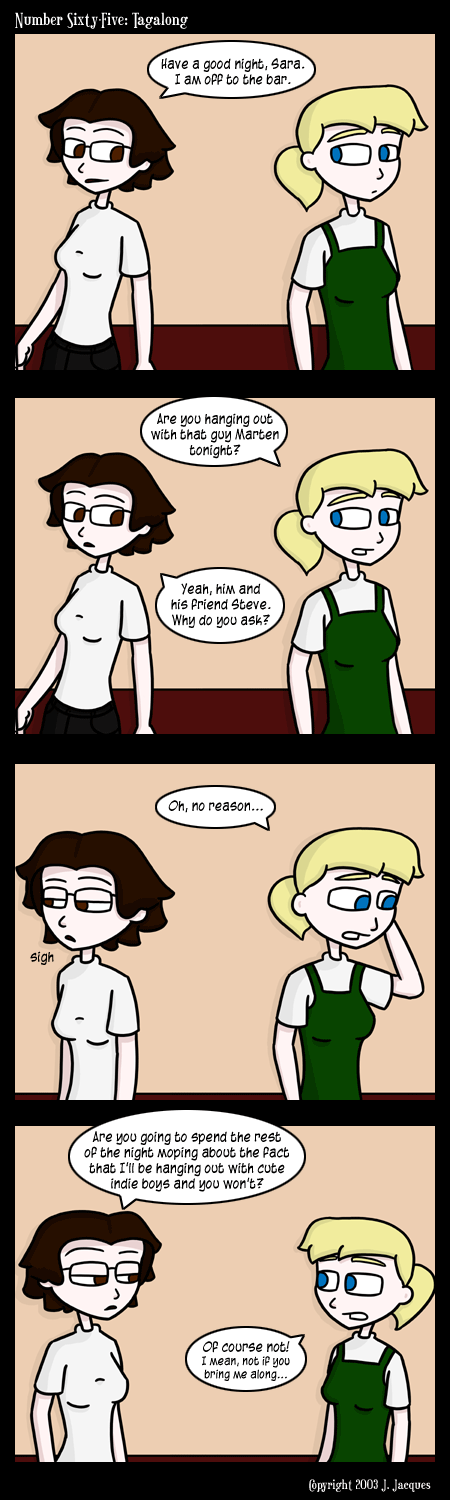 Number Sixty-Five: Tagalong
Have a good night, Sara.
I am off to the bar.
Are you hanging out
with that guy Marten
tonight?
Yeah, him and
his friend Steve.
Why do you ask?
Oh, no reason...
sigh
Are you going to spend the rest
of the night moping about the fact
that I'll be hanging out with cute
indie boys and you won't?
Of course not!
I mean, not if you
bring me along...
Copyright 2003 J. Jacques